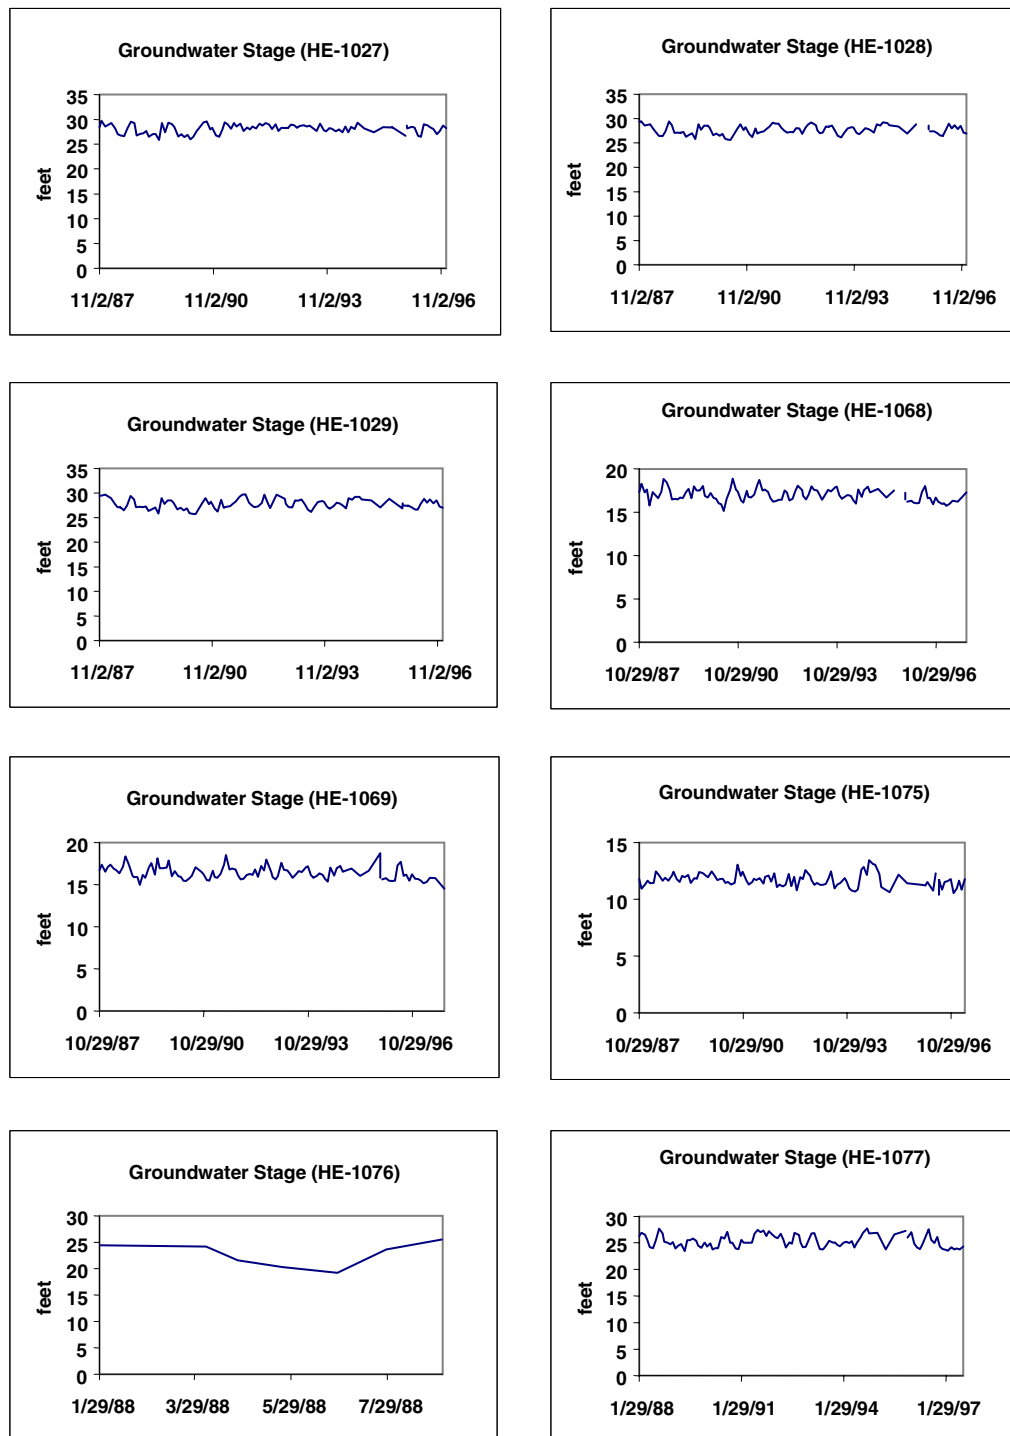 Groundwater Stage (HE-1027)
feet
35
30
25
20
15
10
5
0
11/2/87 11/2/90 11/2/93 11/2/96
Groundwater Stage (HE-1028)
feet
35
30
25
20
15
10
5
0
11/2/87 11/2/90 11/2/93 11/2/96
Groundwater Stage (HE-1029)
feet
35
30
25
20
15
10
5
0
11/2/87 11/2/90 11/2/93 11/2/96
Groundwater Stage (HE-1068)
feet
20
15
10
5
0
10/29/87 10/29/90 10/29/93 10/29/96
Groundwater Stage (HE-1069)
feet
20
15
10
5
0
10/29/87 10/29/90 10/29/93 10/29/96
Groundwater Stage (HE-1075)
feet
15
10
5
0
10/29/87 10/29/90 10/29/93 10/29/96
Groundwater Stage (HE-1076)
feet
30
25
20
15
10
5
0
1/29/88 3/29/88 5/29/88 7/29/88
Groundwater Stage (HE-1077)
feet
30
25
20
15
10
5
0
1/29/88 1/29/91 1/29/94 1/29/97